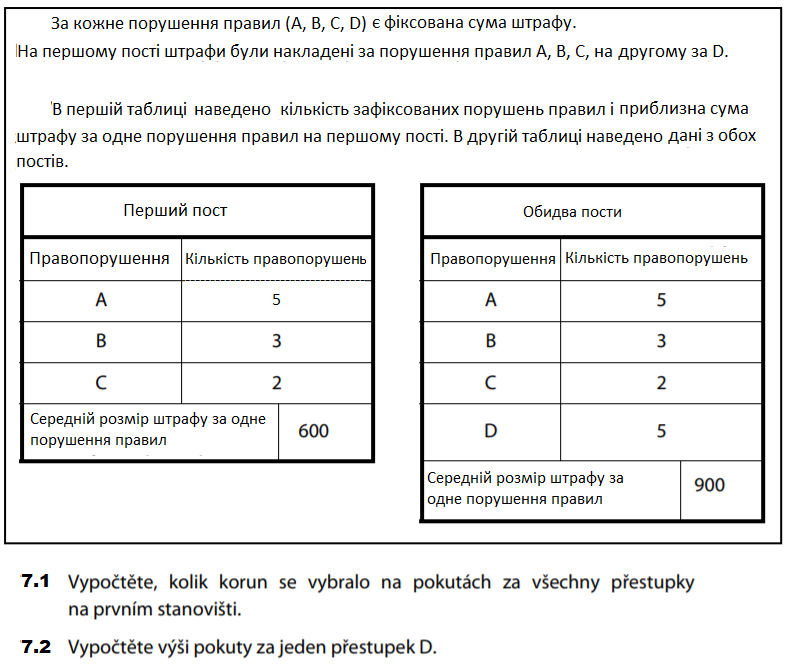 За кожне порушення правил (A, B, C, D) є фіксована сума штрафу.
На першому пості штрафи були накладені за порушення правил A, B, C, на другому за D.
В першій таблиці наведено кількість зафіксованих порушень правил і приблизна сума
штрафу за одне порушення правил на першому пості. В другій таблиці наведено дані з обох
постів.
Перший пост
Правопорушення Кількість правопорушень
A 5
B 3
C 2
Середній розмір штрафу за одне
порушення правил 600
Обидва пости
Правопорушення Кількість правопорушень
A 5
B 3
C 2
D 5
Середній розмір штрафу за
одне порушення правил 900
7.1 Vypočtěte, kolik korun se vybralo na pokutách za všechny přestupky
na prvním stanovišti.
7.2 Vypočtěte výši pokuty za jeden přestupek D.